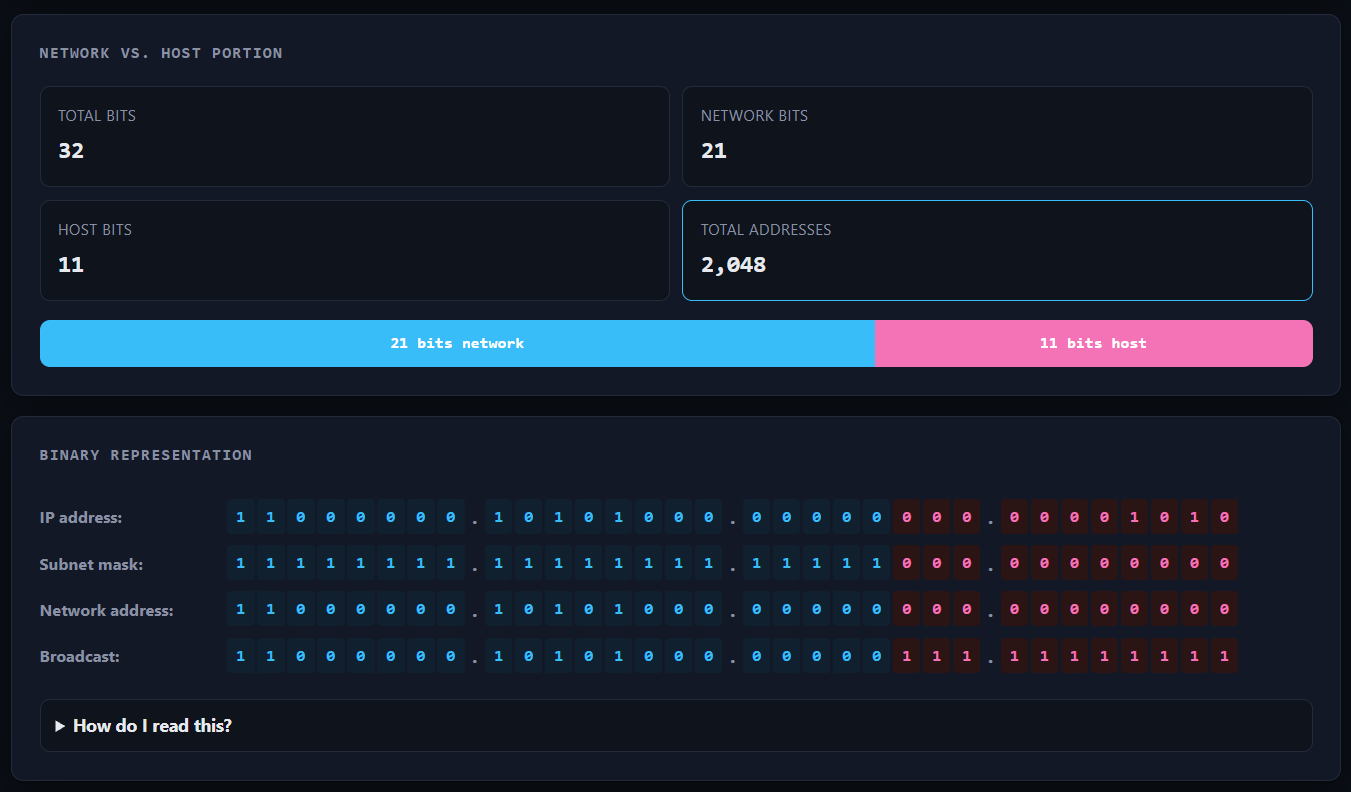 NETWORK VS. HOST PORTION
TOTAL BITS
32
NETWORK BITS
21
HOST BITS
11
TOTAL ADDRESSES
2,048
21 bits network
11 bits host
BINARY REPRESENTATION
IP address: 1 1 0 0 0 0 0 0 . 1 0 1 0 1 0 0 0 . 0 0 0 0 0 0 0 0 . 0 0 0 0 1 0 1 0
Subnet mask: 1 1 1 1 1 1 1 1 . 1 1 1 1 1 1 1 1 . 1 1 1 1 1 0 0 0 . 0 0 0 0 0 0 0 0
Network address: 1 1 0 0 0 0 0 0 . 1 0 1 0 1 0 0 0 . 0 0 0 0 0 0 0 0 . 0 0 0 0 0 0 0 0
Broadcast: 1 1 0 0 0 0 0 0 . 1 0 1 0 1 0 0 0 . 0 0 0 0 0 1 1 1 . 1 1 1 1 1 1 1 1
▶ How do I read this?